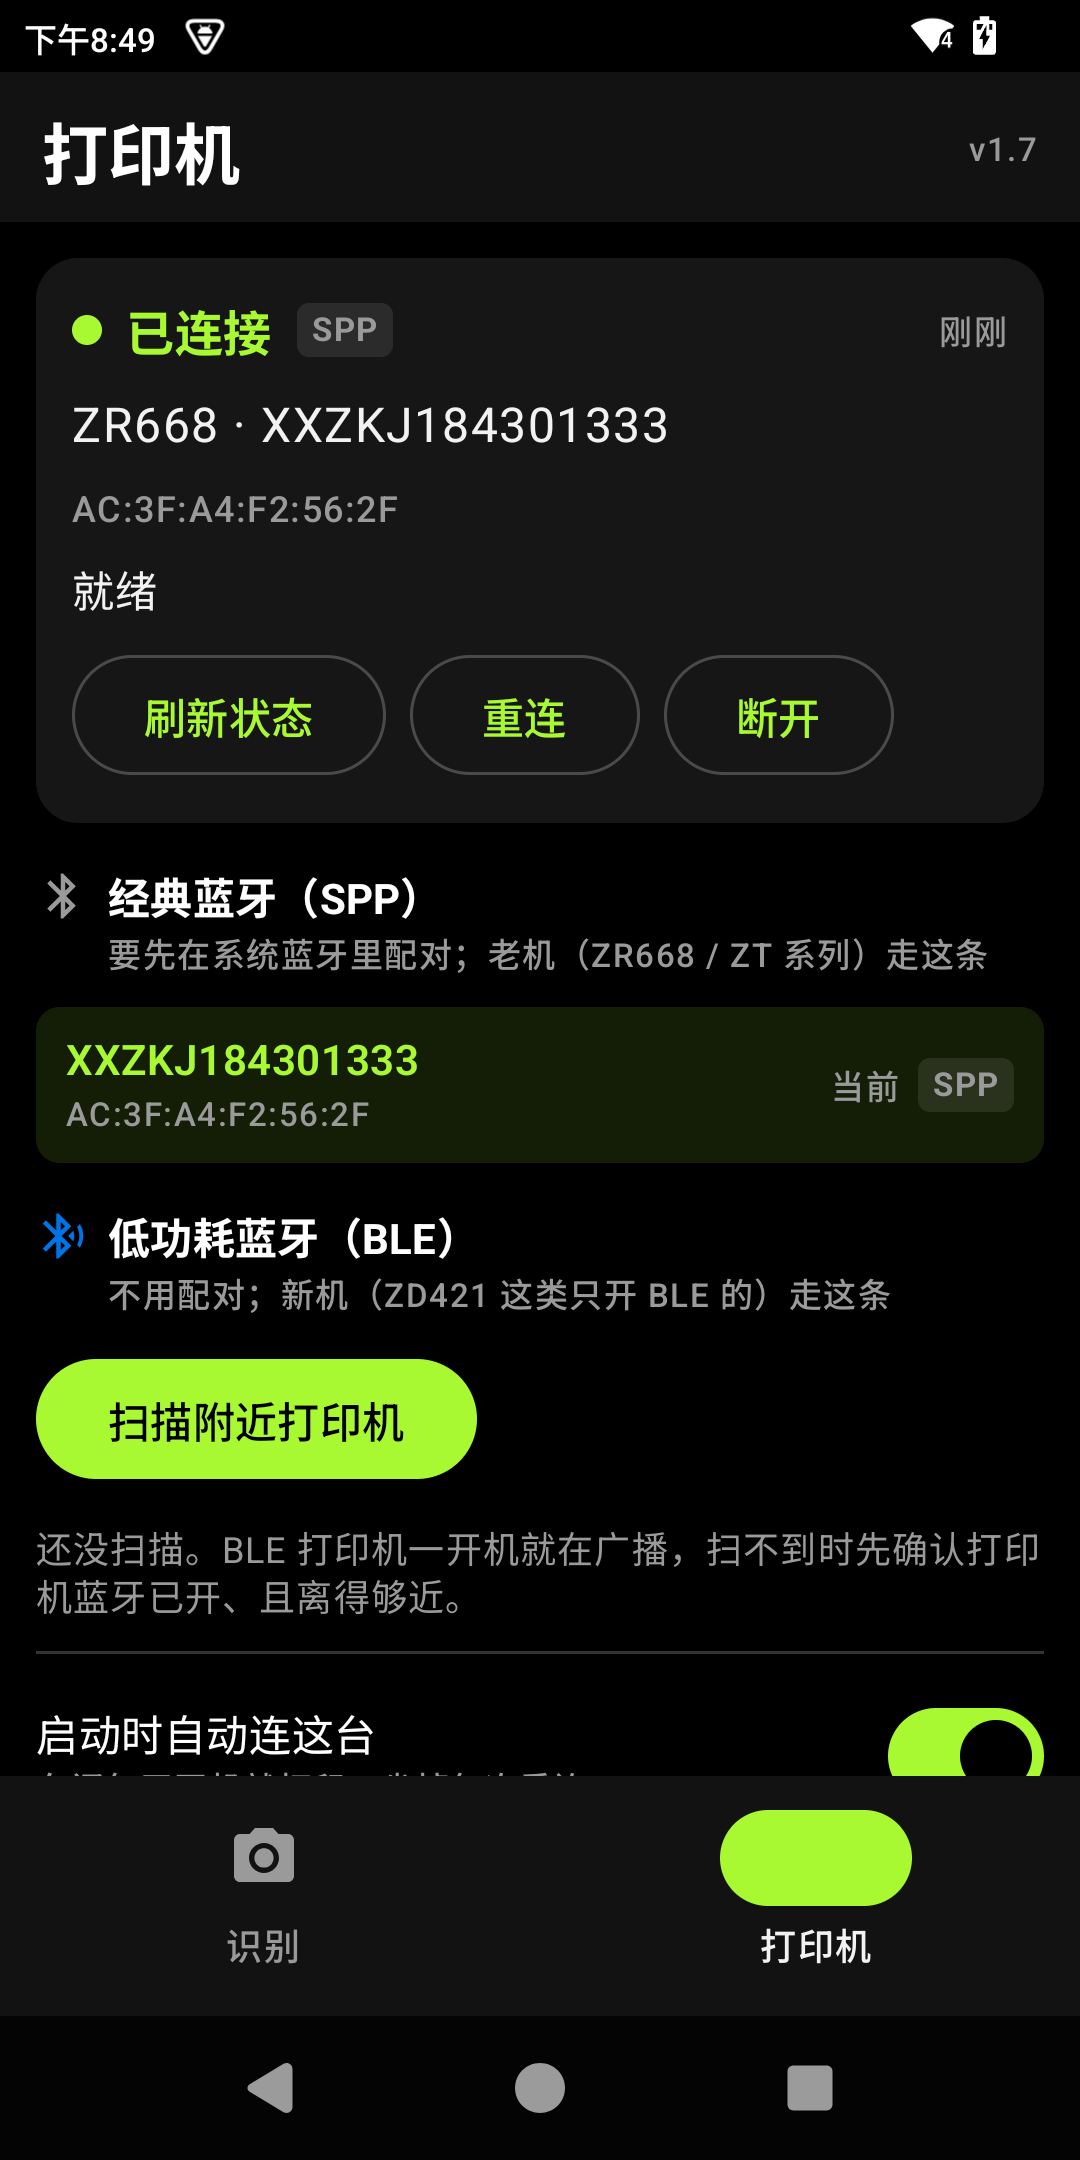 下午8:49
4
打印机
v1.7
已连接 SPP
刚刚
ZR668 · XXZKJ184301333
AC:3F:A4:F2:56:2F
就绪
刷新状态
重连
断开
经典蓝牙（SPP）
要先在系统蓝牙里配对；老机（ZR668 / ZT 系列）走这条
XXZKJ184301333
AC:3F:A4:F2:56:2F
当前 SPP
低功耗蓝牙（BLE）
不用配对；新机（ZD421 这类只开 BLE 的）走这条
扫描附近打印机
还没扫描。BLE 打印机一开机就在广播，扫不到时先确认打印
机蓝牙已开、且离得够近。
启动时自动连这台
识别
打印机